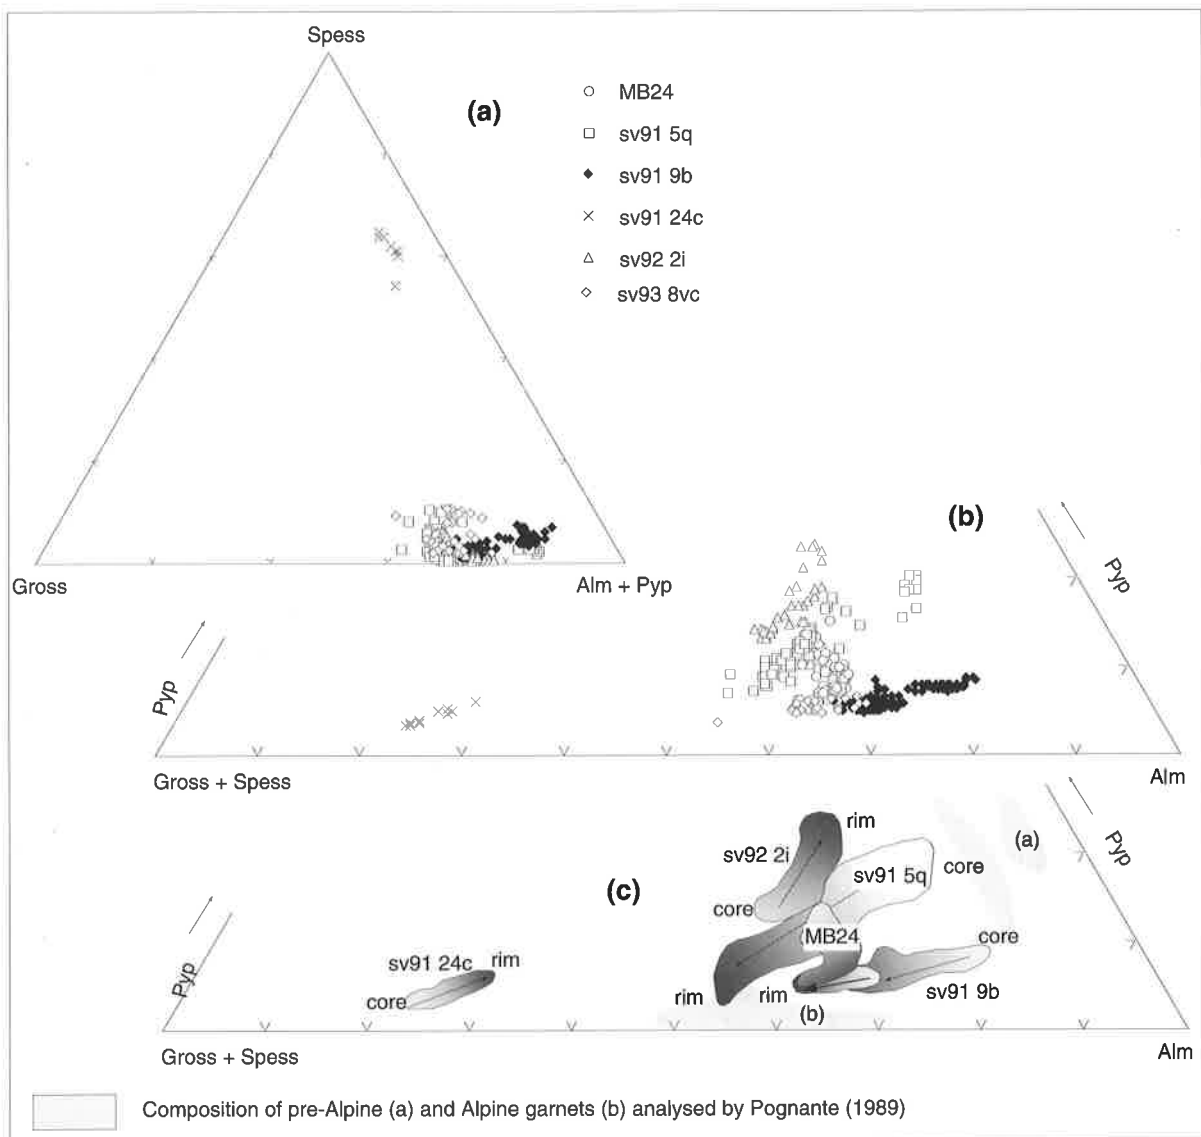 Spess
(a)
MB24
sv91 5q
sv91 9b
sv91 24c
sv92 2i
sv93 8vc
Gross
Alm + Pyp
(b)
Pyp
Pyp
Gross + Spess
Alm
(c)
rim
sv92 2i
core
sv91 5q
core
(a)
Pyp
MB24
core
sv91 24c
rim
core
rim
rim
sv91 9b
(b)
Pyp
Gross + Spess
Alm
Composition of pre-Alpine (a) and Alpine garnets (b) analysed by Pognante (1989)